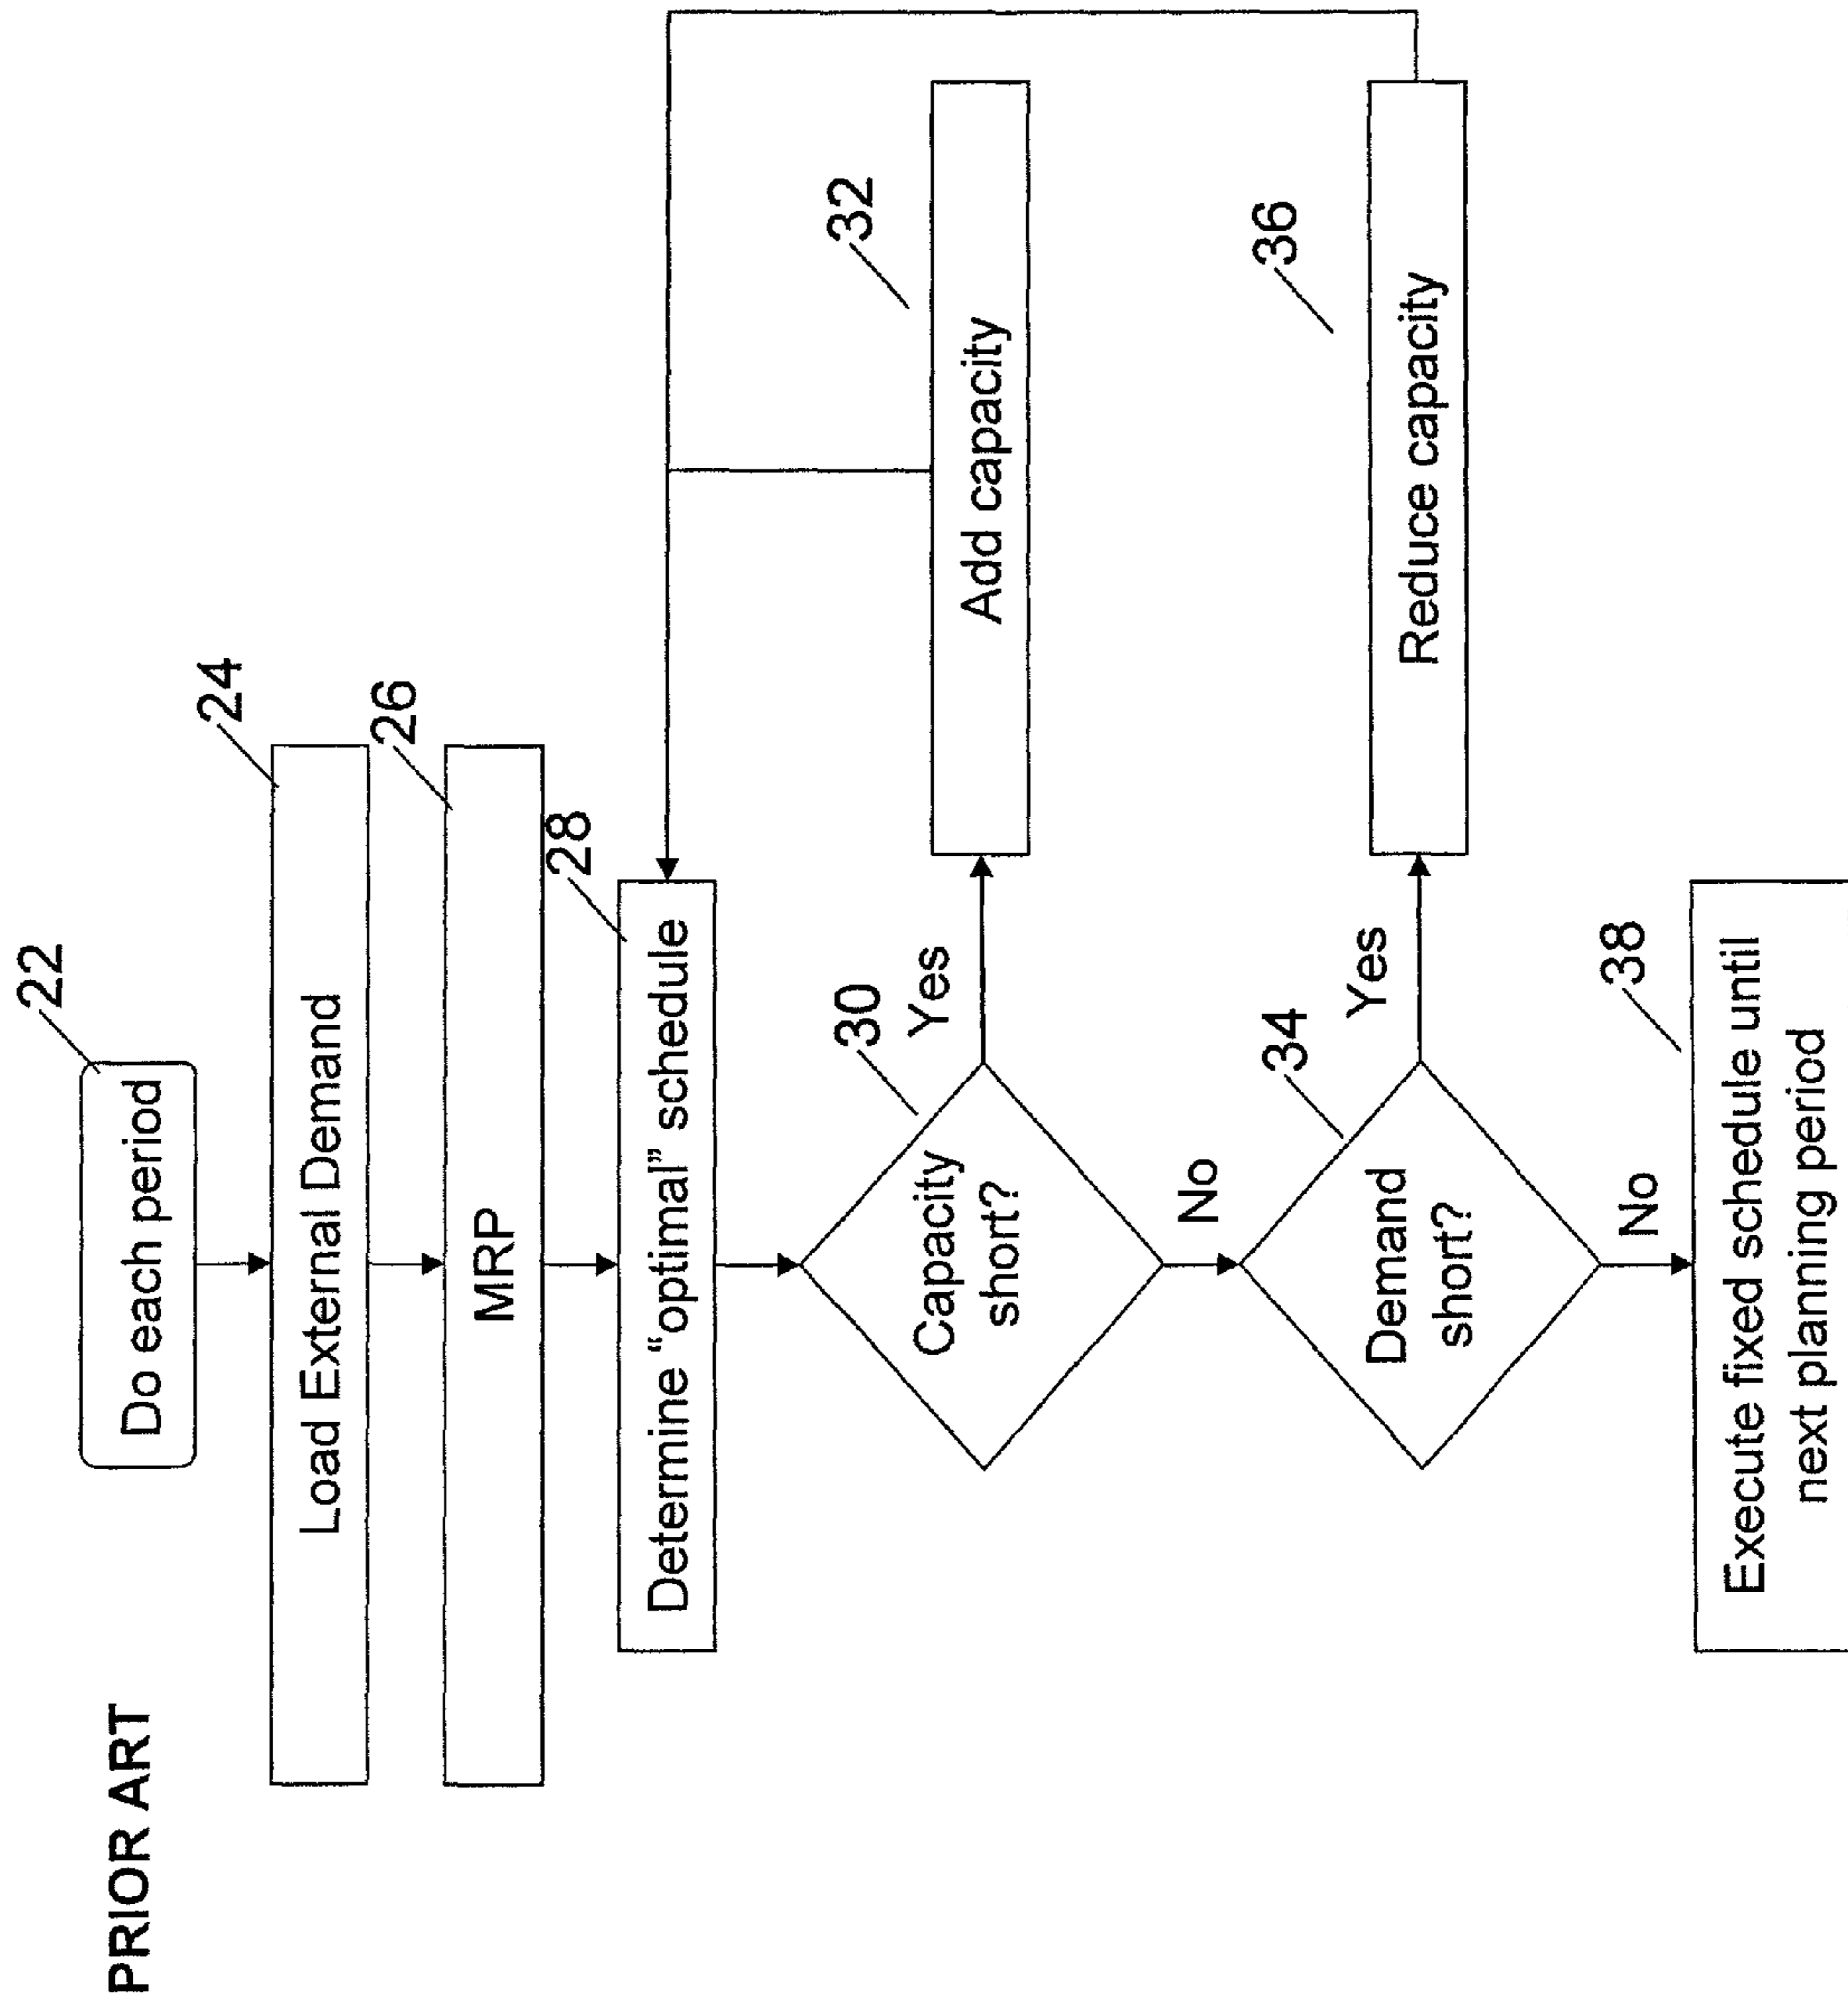 PRIOR ART
22
Do each period
24
Load External Demand
26
MRP
28
Determine “optimal” schedule
30
Capacity
short?
Yes
32
Add capacity
No
34
Demand
short?
Yes
36
Reduce capacity
No
38
Execute fixed schedule until
next planning period